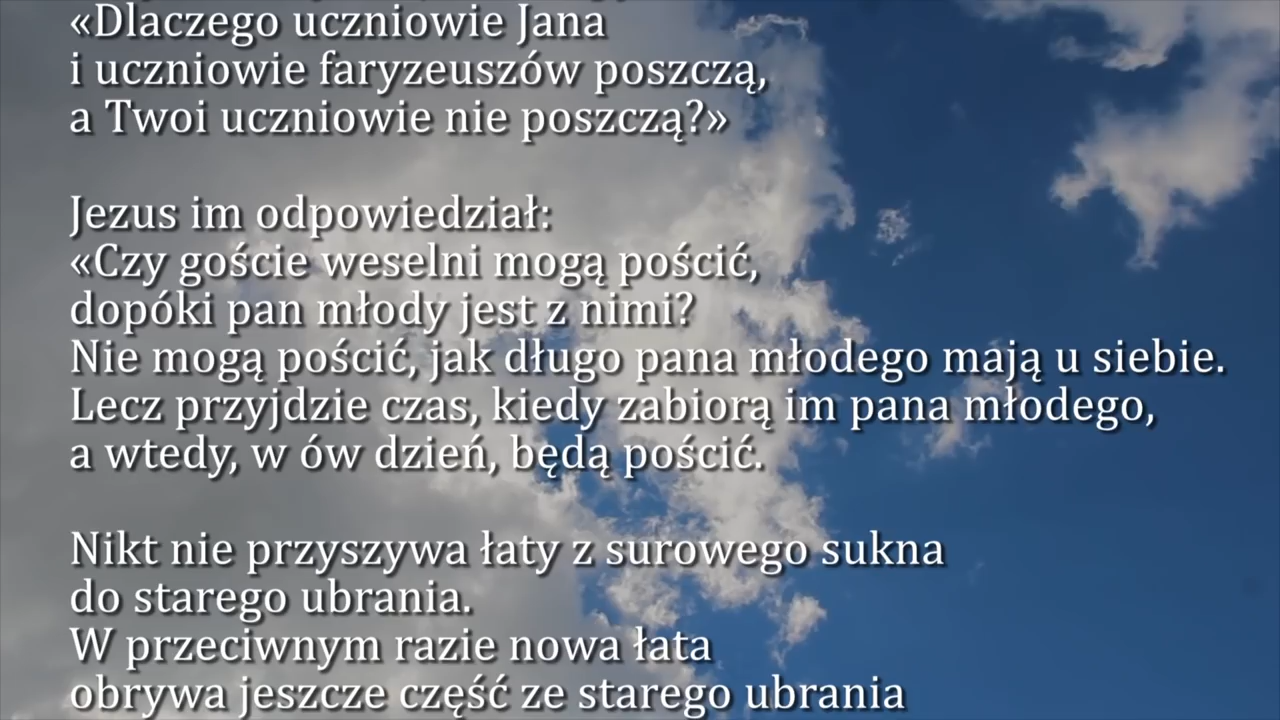 «Dlaczego uczniowie Jana
i uczniowie faryzeuszów poszczą,
a Twoi uczniowie nie poszczą?»
Jezus im odpowiedział:
«Czy goście weselni mogą pościć,
dopóki pan młody jest z nimi?
Nie mogą pościć, jak długo pana młodego mają u siebie.
Lecz przyjdzie czas, kiedy zabiorą im pana młodego,
a wtedy, w ów dzień, będą pościć.
Nikt nie przyszywa łaty z surowego sukna
do starego ubrania.
W przeciwnym razie nowa łata
obrywa jeszcze część ze starego ubrania